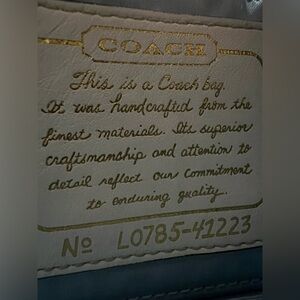 COACH
This is a Coach bag.
It was handcrafted from the
finest materials. Its superior
craftsmanship and attention to
detail reflect our commitment
to enduring quality.
No L0785-41223